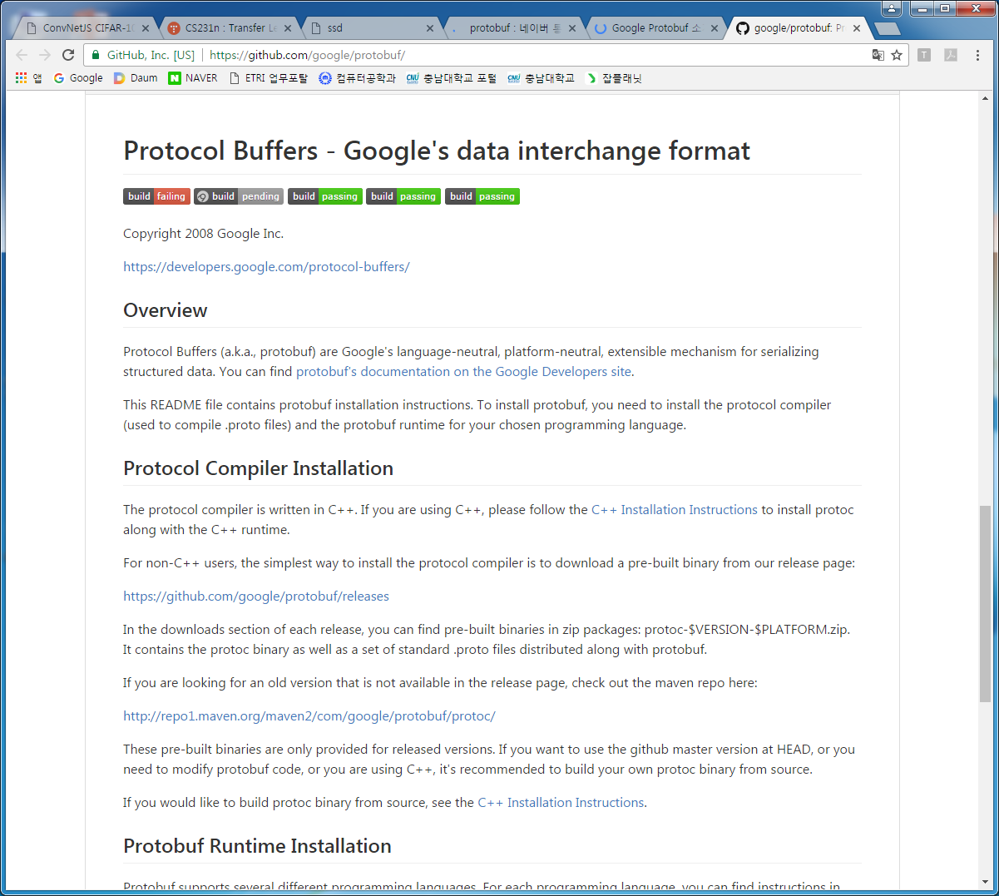 ConvNetJS CIFAR-10
CS231n : Transfer Le
ssd
protobuf : 네이버 통
Google Protobuf 소
google/protobuf: Pr
GitHub, Inc. [US] | https://github.com/google/protobuf/
앱 Google Daum NAVER ETRI 업무포탈 컴퓨터공학과 충남대학교 포털 충남대학교 잡플래닛
Protocol Buffers - Google's data interchange format
build failing build pending build passing build passing build passing
Copyright 2008 Google Inc.
https://developers.google.com/protocol-buffers/
Overview
Protocol Buffers (a.k.a., protobuf) are Google's language-neutral, platform-neutral, extensible mechanism for serializing
structured data. You can find protobuf's documentation on the Google Developers site.
This README file contains protobuf installation instructions. To install protobuf, you need to install the protocol compiler
(used to compile .proto files) and the protobuf runtime for your chosen programming language.
Protocol Compiler Installation
The protocol compiler is written in C++. If you are using C++, please follow the C++ Installation Instructions to install protoc
along with the C++ runtime.
For non-C++ users, the simplest way to install the protocol compiler is to download a pre-built binary from our release page:
https://github.com/google/protobuf/releases
In the downloads section of each release, you can find pre-built binaries in zip packages: protoc-$VERSION-$PLATFORM.zip.
It contains the protoc binary as well as a set of standard .proto files distributed along with protobuf.
If you are looking for an old version that is not available in the release page, check out the maven repo here:
http://repo1.maven.org/maven2/com/google/protobuf/protoc/
These pre-built binaries are only provided for released versions. If you want to use the github master version at HEAD, or you
need to modify protobuf code, or you are using C++, it's recommended to build your own protoc binary from source.
If you would like to build protoc binary from source, see the C++ Installation Instructions.
Protobuf Runtime Installation
Protobuf supports several different programming languages. For each programming language, you can find instructions in